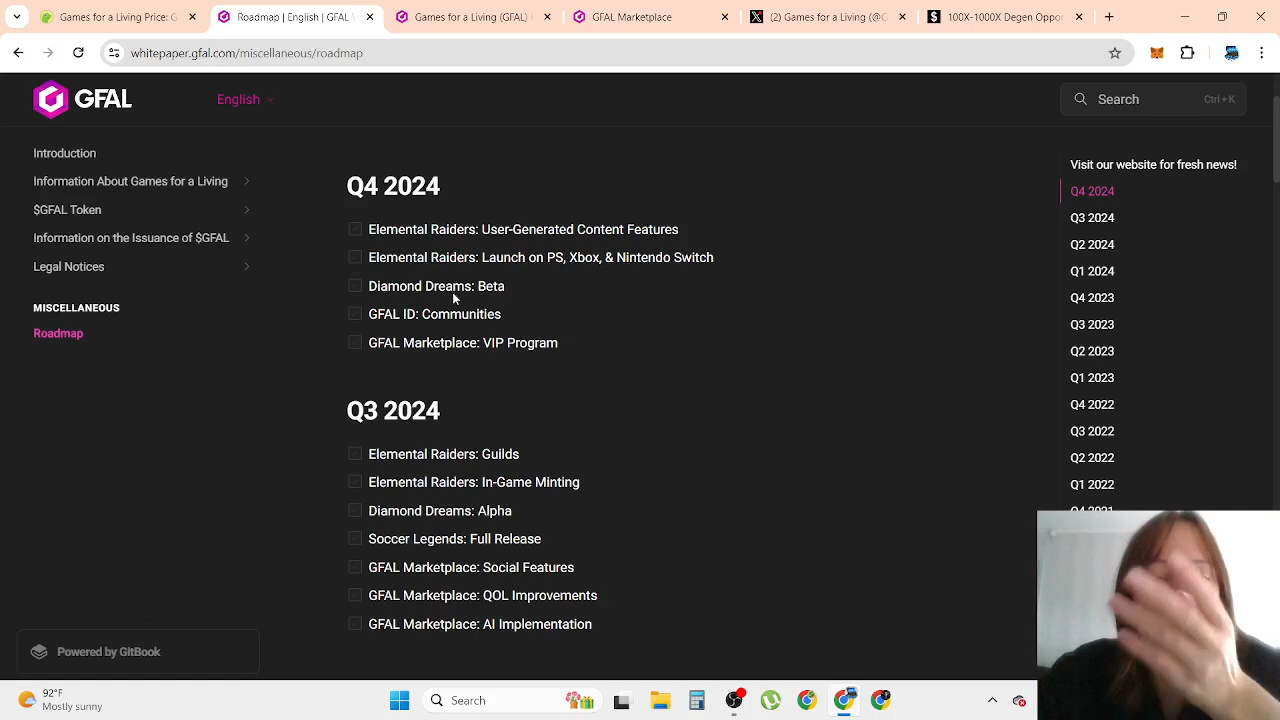 Games for a Living Price: G
Roadmap | English | GFAL
Games for a Living (GFAL)
GFAL Marketplace
(2) Games for a Living (@G
100X-1000X Degen Oppor
whitepaper.gfal.com/miscellaneous/roadmap
GFAL
English
Search
Ctrl+K
Introduction
Information About Games for a Living
$GFAL Token
Information on the Issuance of $GFAL
Legal Notices
MISCELLANEOUS
Roadmap
Powered by GitBook
Q4 2024
Elemental Raiders: User-Generated Content Features
Elemental Raiders: Launch on PS, Xbox, & Nintendo Switch
Diamond Dreams: Beta
GFAL ID: Communities
GFAL Marketplace: VIP Program
Q3 2024
Elemental Raiders: Guilds
Elemental Raiders: In-Game Minting
Diamond Dreams: Alpha
Soccer Legends: Full Release
GFAL Marketplace: Social Features
GFAL Marketplace: QOL Improvements
GFAL Marketplace: AI Implementation
Visit our website for fresh news!
Q4 2024
Q3 2024
Q2 2024
Q1 2024
Q4 2023
Q3 2023
Q2 2023
Q1 2023
Q4 2022
Q3 2022
Q2 2022
Q1 2022
92°F
Mostly sunny
Search